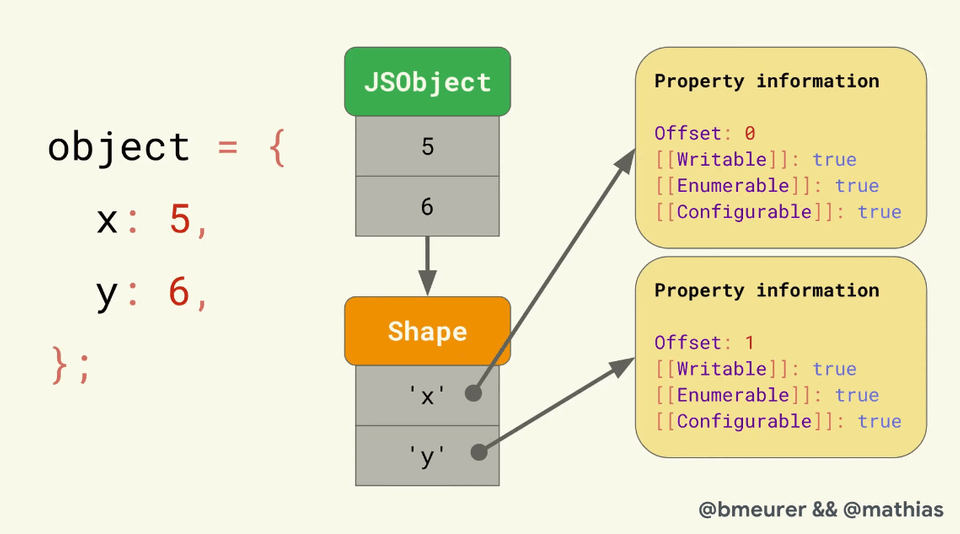 object = {
x: 5,
y: 6,
};
JSObject
5
6
Shape
'x'
'y'
Property information
Offset: 0
[[Writable]]: true
[[Enumerable]]: true
[[Configurable]]: true
Property information
Offset: 1
[[Writable]]: true
[[Enumerable]]: true
[[Configurable]]: true
@bmeurer && @mathias